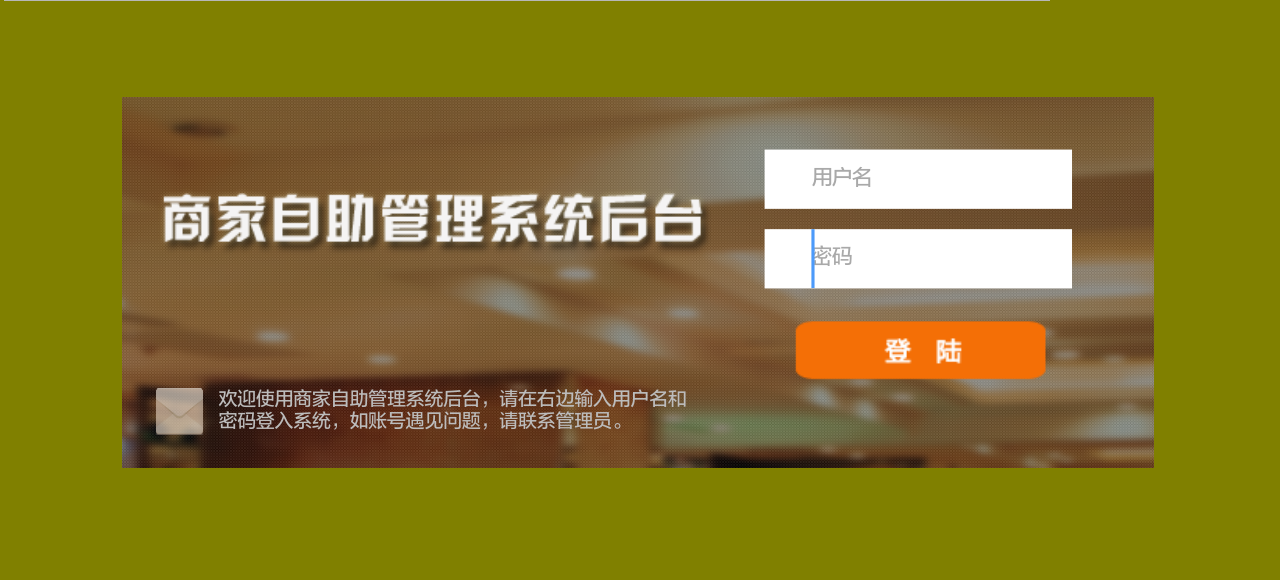 商家自助管理系统后台
用户名
密码
登 陆
欢迎使用商家自助管理系统后台，请在右边输入用户名和
密码登入系统，如账号遇见问题，请联系管理员。